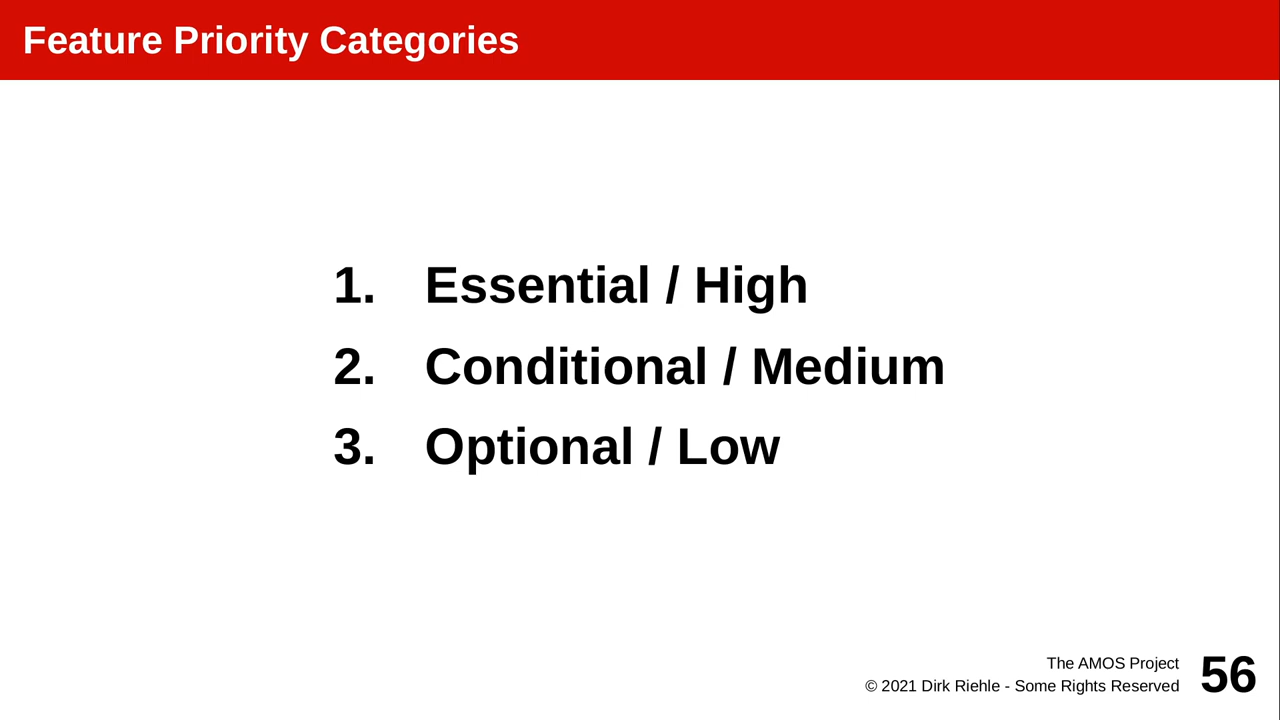 Feature Priority Categories
1. Essential / High
2. Conditional / Medium
3. Optional / Low
The AMOS Project
© 2021 Dirk Riehle - Some Rights Reserved
56